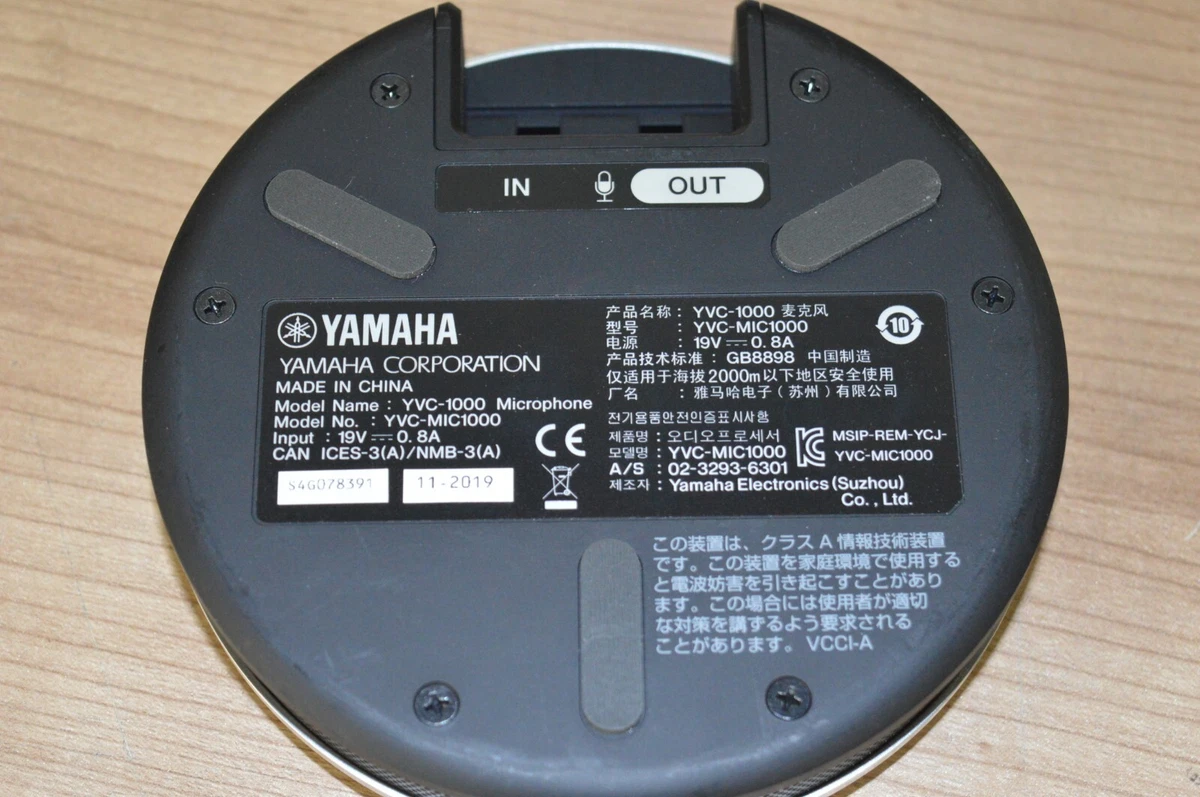 IN OUT
YAMAHA
YAMAHA CORPORATION
MADE IN CHINA
Model Name : YVC-1000 Microphone
Model No. : YVC-MIC1000
Input : 19V 0.8A
CAN ICES-3(A)/NMB-3(A)
S4G078391 11-2019
CE
产品名称 : YVC-1000 麦克风
型号 : YVC-MIC1000
电源 : 19V 0.8A
产品技术标准 : GB8898 中国制造
仅适用于海拔2000m以下地区安全使用
厂名 : 雅马哈电子(苏州)有限公司
10
전기용품안전인증표시사항
제품명 : 오디오프로세서
모델명 : YVC-MIC1000
A/S : 02-3293-6301
제조자 : Yamaha Electronics (Suzhou)
Co., Ltd.
MSIP-REM-YCJ-
YVC-MIC1000
この装置は、クラス A 情報技術装置
です。この装置を家庭環境で使用する
と電波妨害を引き起こすことがあり
ます。この場合には使用者が適切
な対策を講ずるよう要求される
ことがあります。 VCCI-A